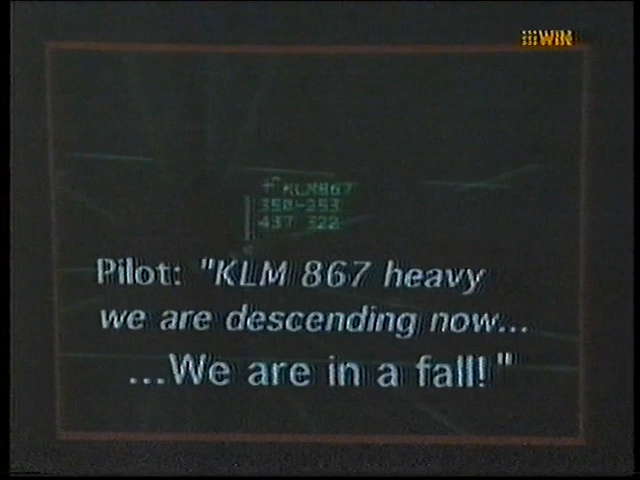 WIN
KLM867
350-253
437 322
Pilot: "KLM 867 heavy
we are descending now...
...We are in a fall!"